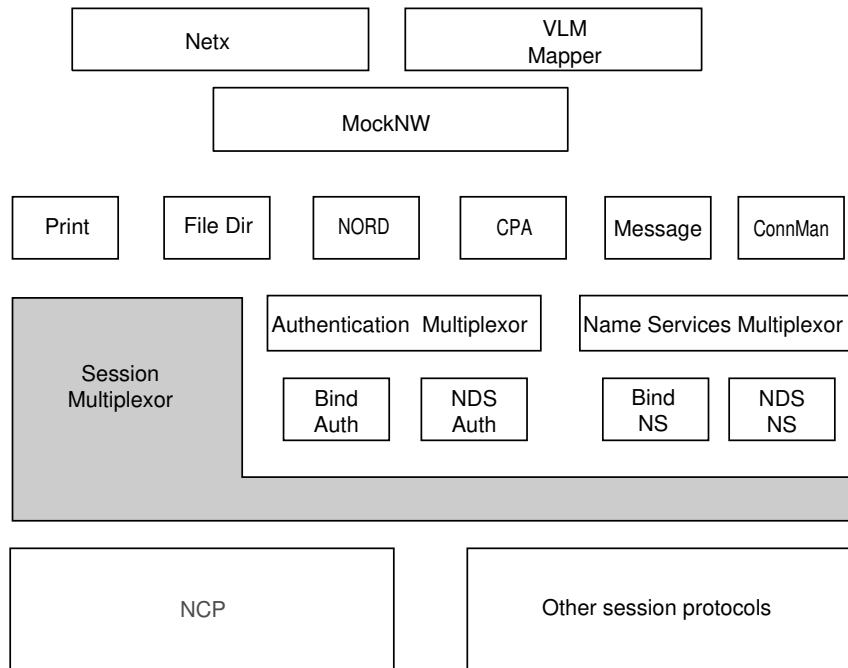 Netx
VLM
Mapper
MockNW
Print
File Dir
NORD
CPA
Message
ConnMan
Authentication Multiplexor
Name Services Multiplexor
Session
Multiplexor
Bind
Auth
NDS
Auth
Bind
NS
NDS
NS
NCP
Other session protocols